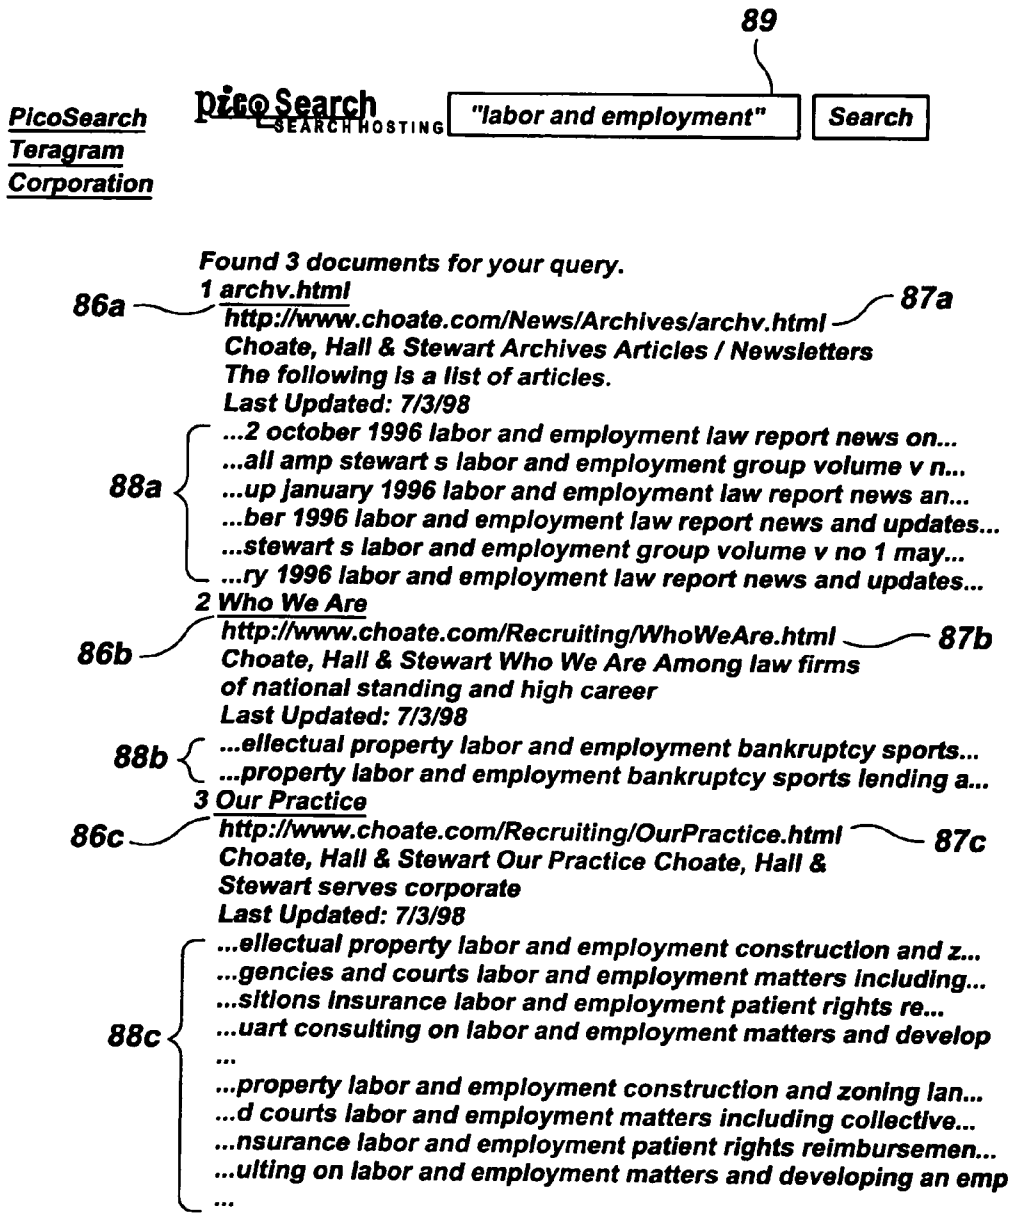 89
PicoSearch
Teragram
Corporation
pico Search
SEARCH HOSTING
"labor and employment"
Search
Found 3 documents for your query.
86a
1 archv.html
87a
http://www.choate.com/News/Archives/archv.html
Choate, Hall & Stewart Archives Articles / Newsletters
The following is a list of articles.
Last Updated: 7/3/98
88a
...2 october 1996 labor and employment law report news on...
...all amp stewart s labor and employment group volume v n...
...up january 1996 labor and employment law report news an...
...ber 1996 labor and employment law report news and updates...
...stewart s labor and employment group volume v no 1 may...
...ry 1996 labor and employment law report news and updates...
2 Who We Are
86b
http://www.choate.com/Recruiting/WhoWeAre.html
87b
Choate, Hall & Stewart Who We Are Among law firms
of national standing and high career
Last Updated: 7/3/98
88b
...ellectual property labor and employment bankruptcy sports...
...property labor and employment bankruptcy sports lending a...
3 Our Practice
86c
http://www.choate.com/Recruiting/OurPractice.html
87c
Choate, Hall & Stewart Our Practice Choate, Hall &
Stewart serves corporate
Last Updated: 7/3/98
88c
...ellectual property labor and employment construction and z...
...gencies and courts labor and employment matters including...
...sitions insurance labor and employment patient rights re...
...uart consulting on labor and employment matters and develop
...
...property labor and employment construction and zoning lan...
...d courts labor and employment matters including collective...
...nsurance labor and employment patient rights reimbursemen...
...ulting on labor and employment matters and developing an emp
...